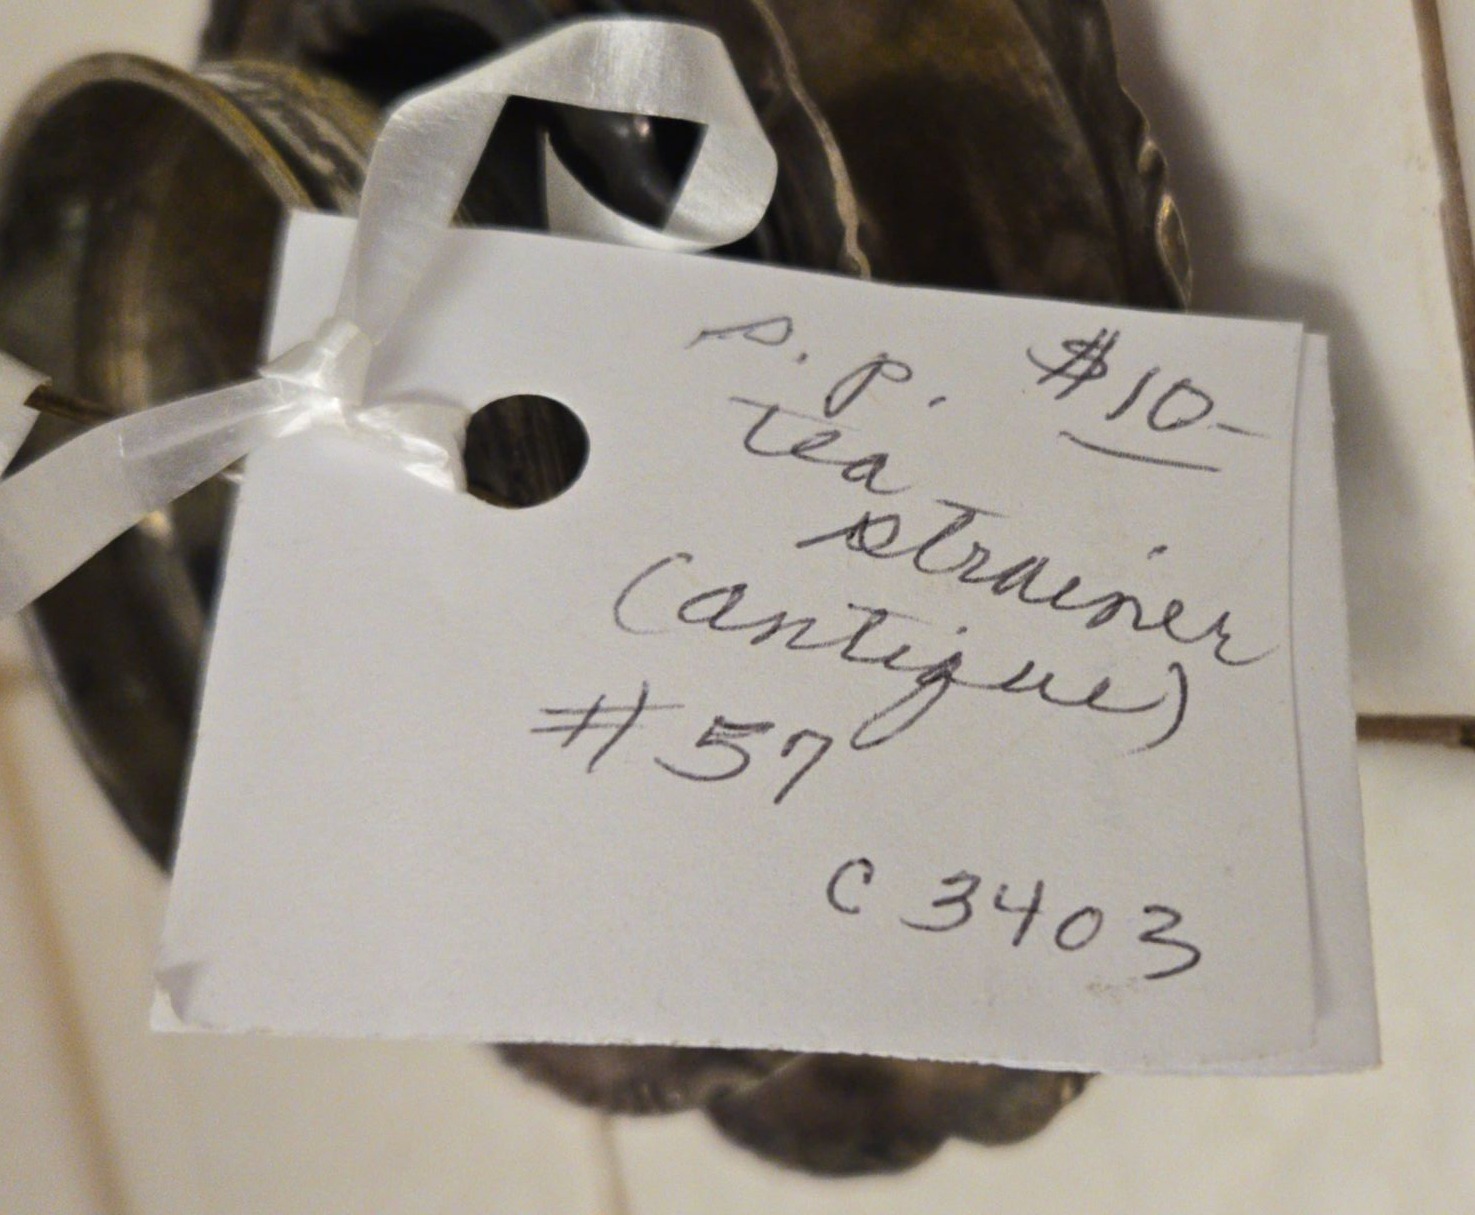 s.p. $10-
tea
strainer
(antique)
#57
C 3403